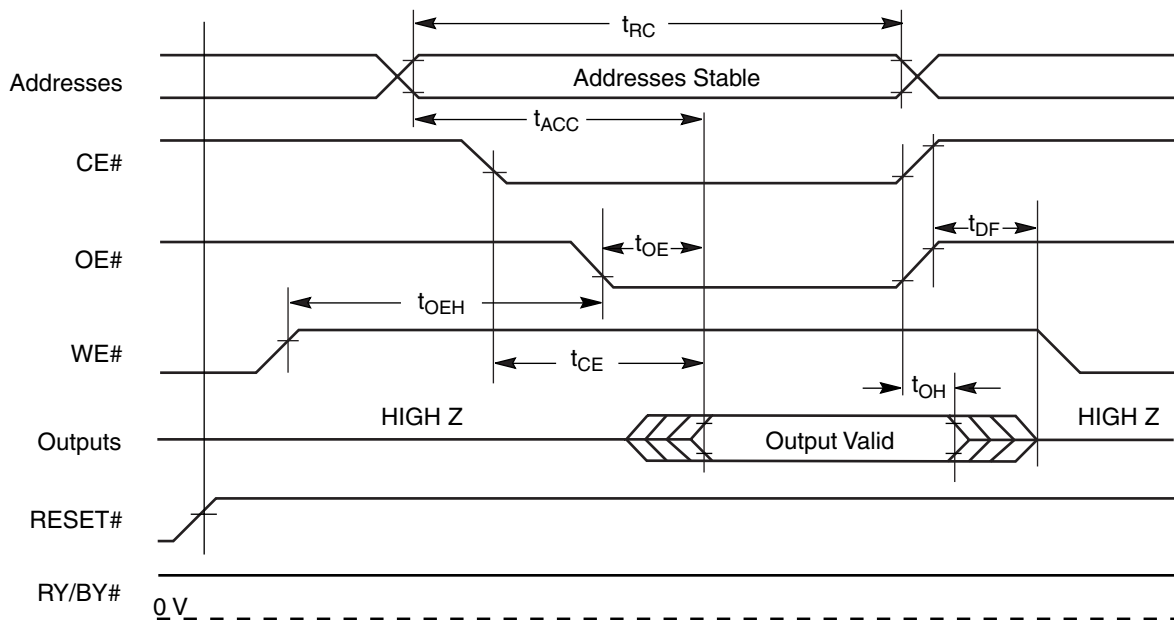 tRC
Addresses
Addresses Stable
tACC
CE#
OE#
tOE
tDF
tOEH
WE#
tCE
tOH
HIGH Z
HIGH Z
Outputs
Output Valid
RESET#
RY/BY#
0 V